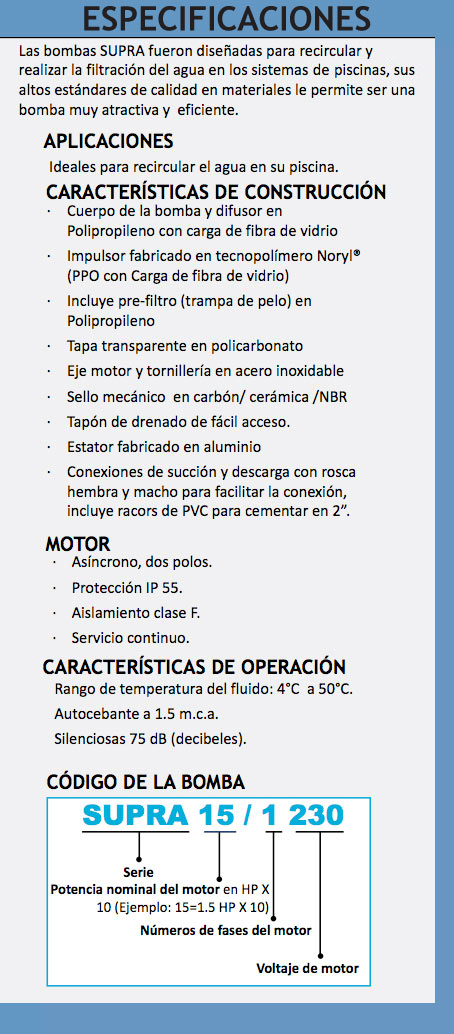 ESPECIFICACIONES
Las bombas SUPRA fueron diseñadas para recircular y
realizar la filtración del agua en los sistemas de piscinas, sus
altos estándares de calidad en materiales le permite ser una
bomba muy atractiva y eficiente.
APLICACIONES
Ideales para recircular el agua en su piscina.
CARACTERÍSTICAS DE CONSTRUCCIÓN
· Cuerpo de la bomba y difusor en
Polipropileno con carga de fibra de vidrio
· Impulsor fabricado en tecnopolímero Noryl®
(PPO con Carga de fibra de vidrio)
· Incluye pre-filtro (trampa de pelo) en
Polipropileno
· Tapa transparente en policarbonato
· Eje motor y tornillería en acero inoxidable
· Sello mecánico en carbón/ cerámica /NBR
· Tapón de drenado de fácil acceso.
· Estator fabricado en aluminio
· Conexiones de succión y descarga con rosca
hembra y macho para facilitar la conexión,
incluye racors de PVC para cementar en 2”.
MOTOR
· Asíncrono, dos polos.
· Protección IP 55.
· Aislamiento clase F.
· Servicio continuo.
CARACTERÍSTICAS DE OPERACIÓN
Rango de temperatura del fluido: 4°C a 50°C.
Autocebante a 1.5 m.c.a.
Silenciosas 75 dB (decibeles).
CÓDIGO DE LA BOMBA
SUPRA 15 / 1 230
Serie
Potencia nominal del motor en HP X
10 (Ejemplo: 15=1.5 HP X 10)
Números de fases del motor
Voltaje de motor